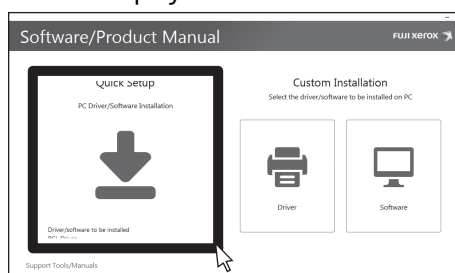 Software/Product Manual
FUJI XEROX
Quick Setup
PC Driver/Software Installation
Driver/software to be installed
Custom Installation
Select the driver/software to be installed on PC
Driver
Software
Support Tools/Manuals